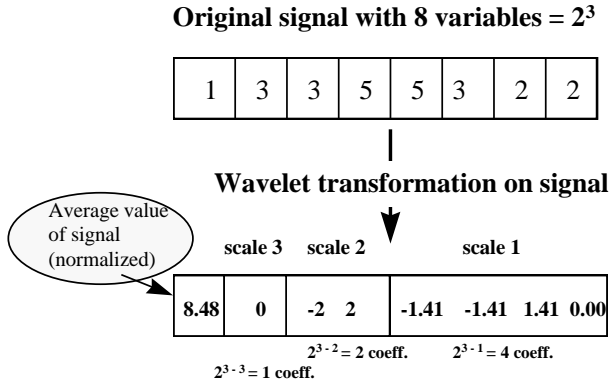 Original signal with 8 variables = 2³
1 3 3 5 5 3 2 2
Wavelet transformation on signal
Average value
of signal
(normalized)
scale 3 scale 2 scale 1
8.48 0 -2 2 -1.41 -1.41 1.41 0.00
2³ ⁻ ² = 2 coeff. 2³ ⁻ ¹ = 4 coeff.
2³ ⁻ ³ = 1 coeff.